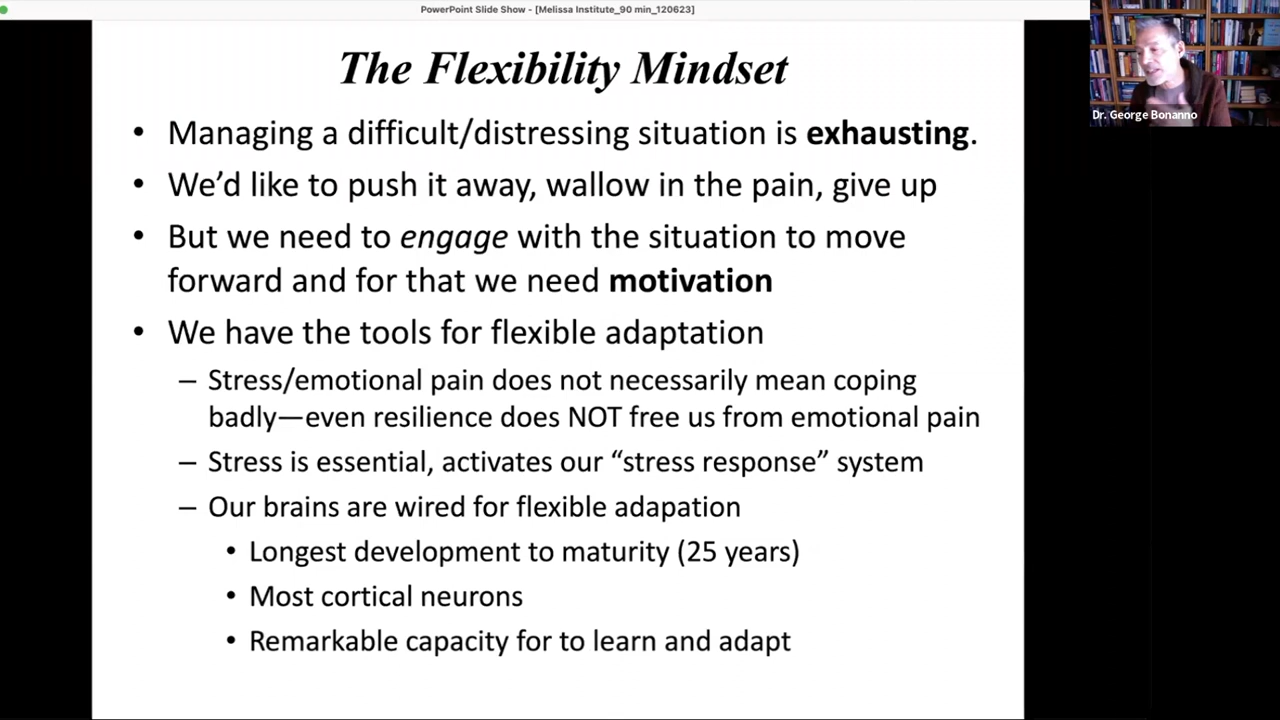 PowerPoint Slide Show - [Melissa Institute_90 min_120623]
The Flexibility Mindset
Dr. George Bonanno
• Managing a difficult/distressing situation is exhausting.
• We’d like to push it away, wallow in the pain, give up
• But we need to engage with the situation to move
forward and for that we need motivation
• We have the tools for flexible adaptation
– Stress/emotional pain does not necessarily mean coping
badly—even resilience does NOT free us from emotional pain
– Stress is essential, activates our “stress response” system
– Our brains are wired for flexible adapation
• Longest development to maturity (25 years)
• Most cortical neurons
• Remarkable capacity for to learn and adapt